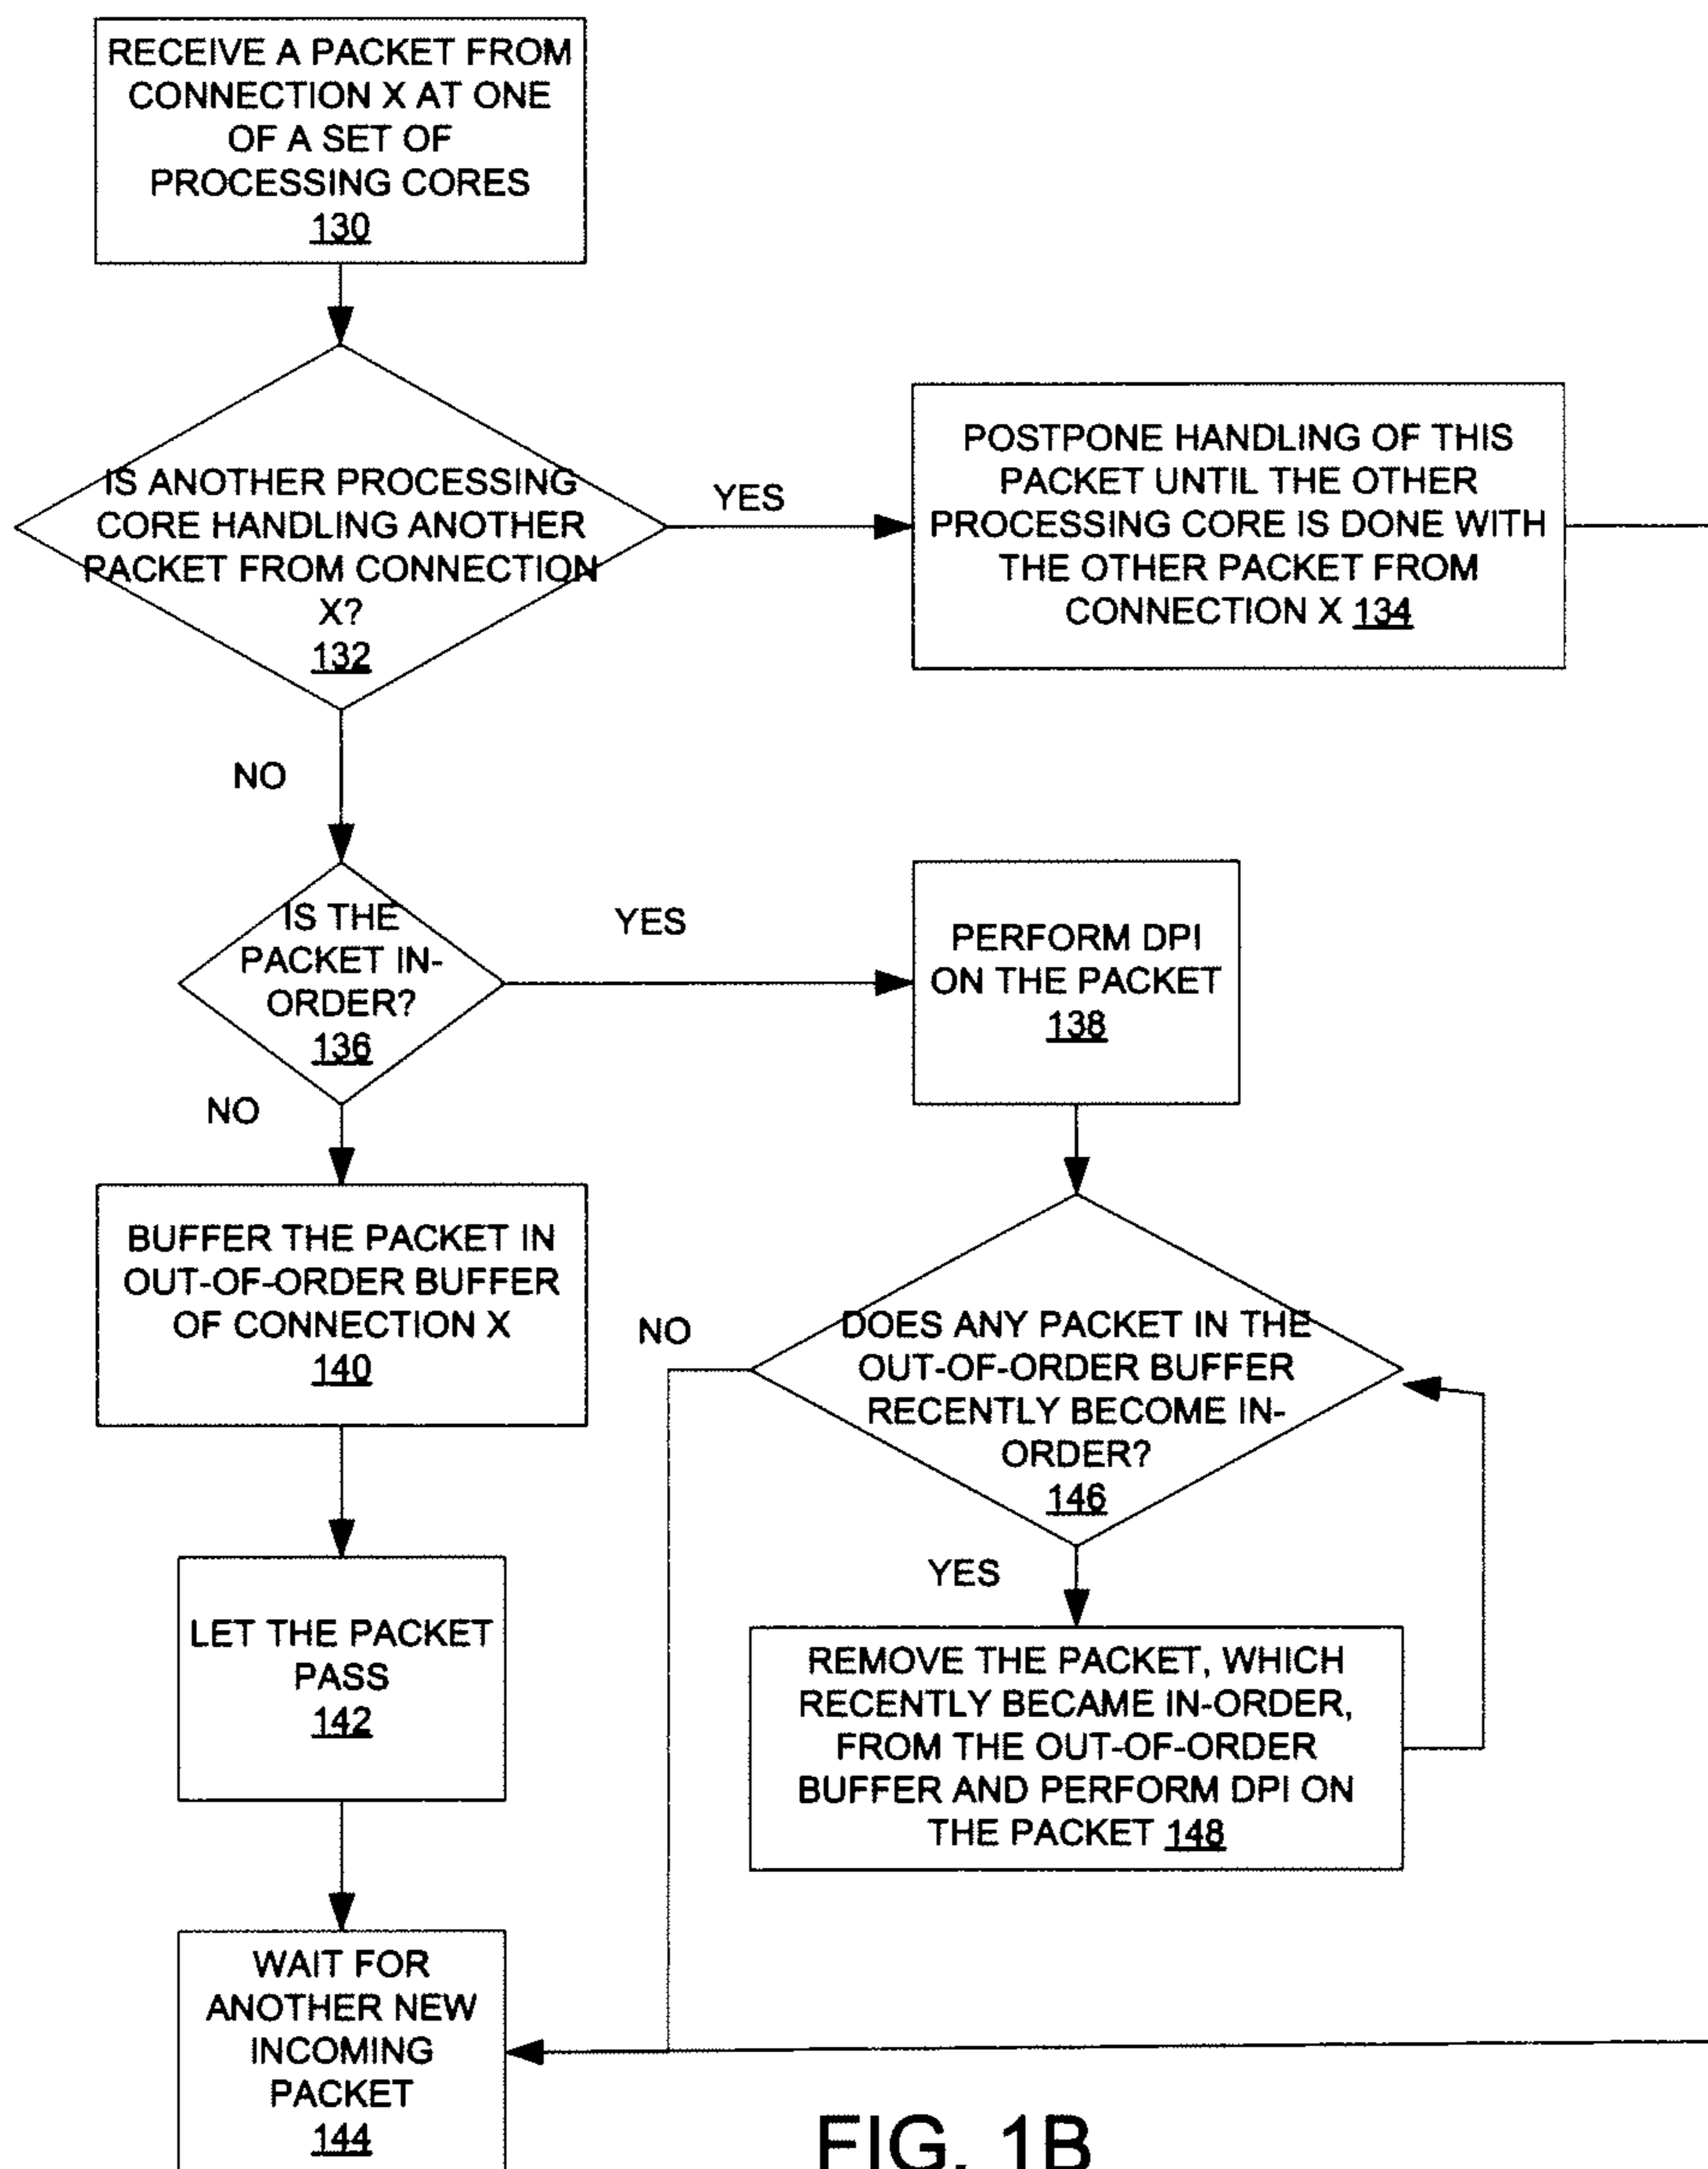 RECEIVE A PACKET FROM
CONNECTION X AT ONE
OF A SET OF
PROCESSING CORES
130
IS ANOTHER PROCESSING
CORE HANDLING ANOTHER
PACKET FROM CONNECTION
X?
132
YES
POSTPONE HANDLING OF THIS
PACKET UNTIL THE OTHER
PROCESSING CORE IS DONE WITH
THE OTHER PACKET FROM
CONNECTION X 134
NO
IS THE
PACKET IN-
ORDER?
136
YES
PERFORM DPI
ON THE PACKET
138
NO
BUFFER THE PACKET IN
OUT-OF-ORDER BUFFER
OF CONNECTION X
140
NO
DOES ANY PACKET IN THE
OUT-OF-ORDER BUFFER
RECENTLY BECOME IN-
ORDER?
146
YES
LET THE PACKET
PASS
142
REMOVE THE PACKET, WHICH
RECENTLY BECAME IN-ORDER,
FROM THE OUT-OF-ORDER
BUFFER AND PERFORM DPI ON
THE PACKET 148
WAIT FOR
ANOTHER NEW
INCOMING
PACKET
144
FIG. 1B